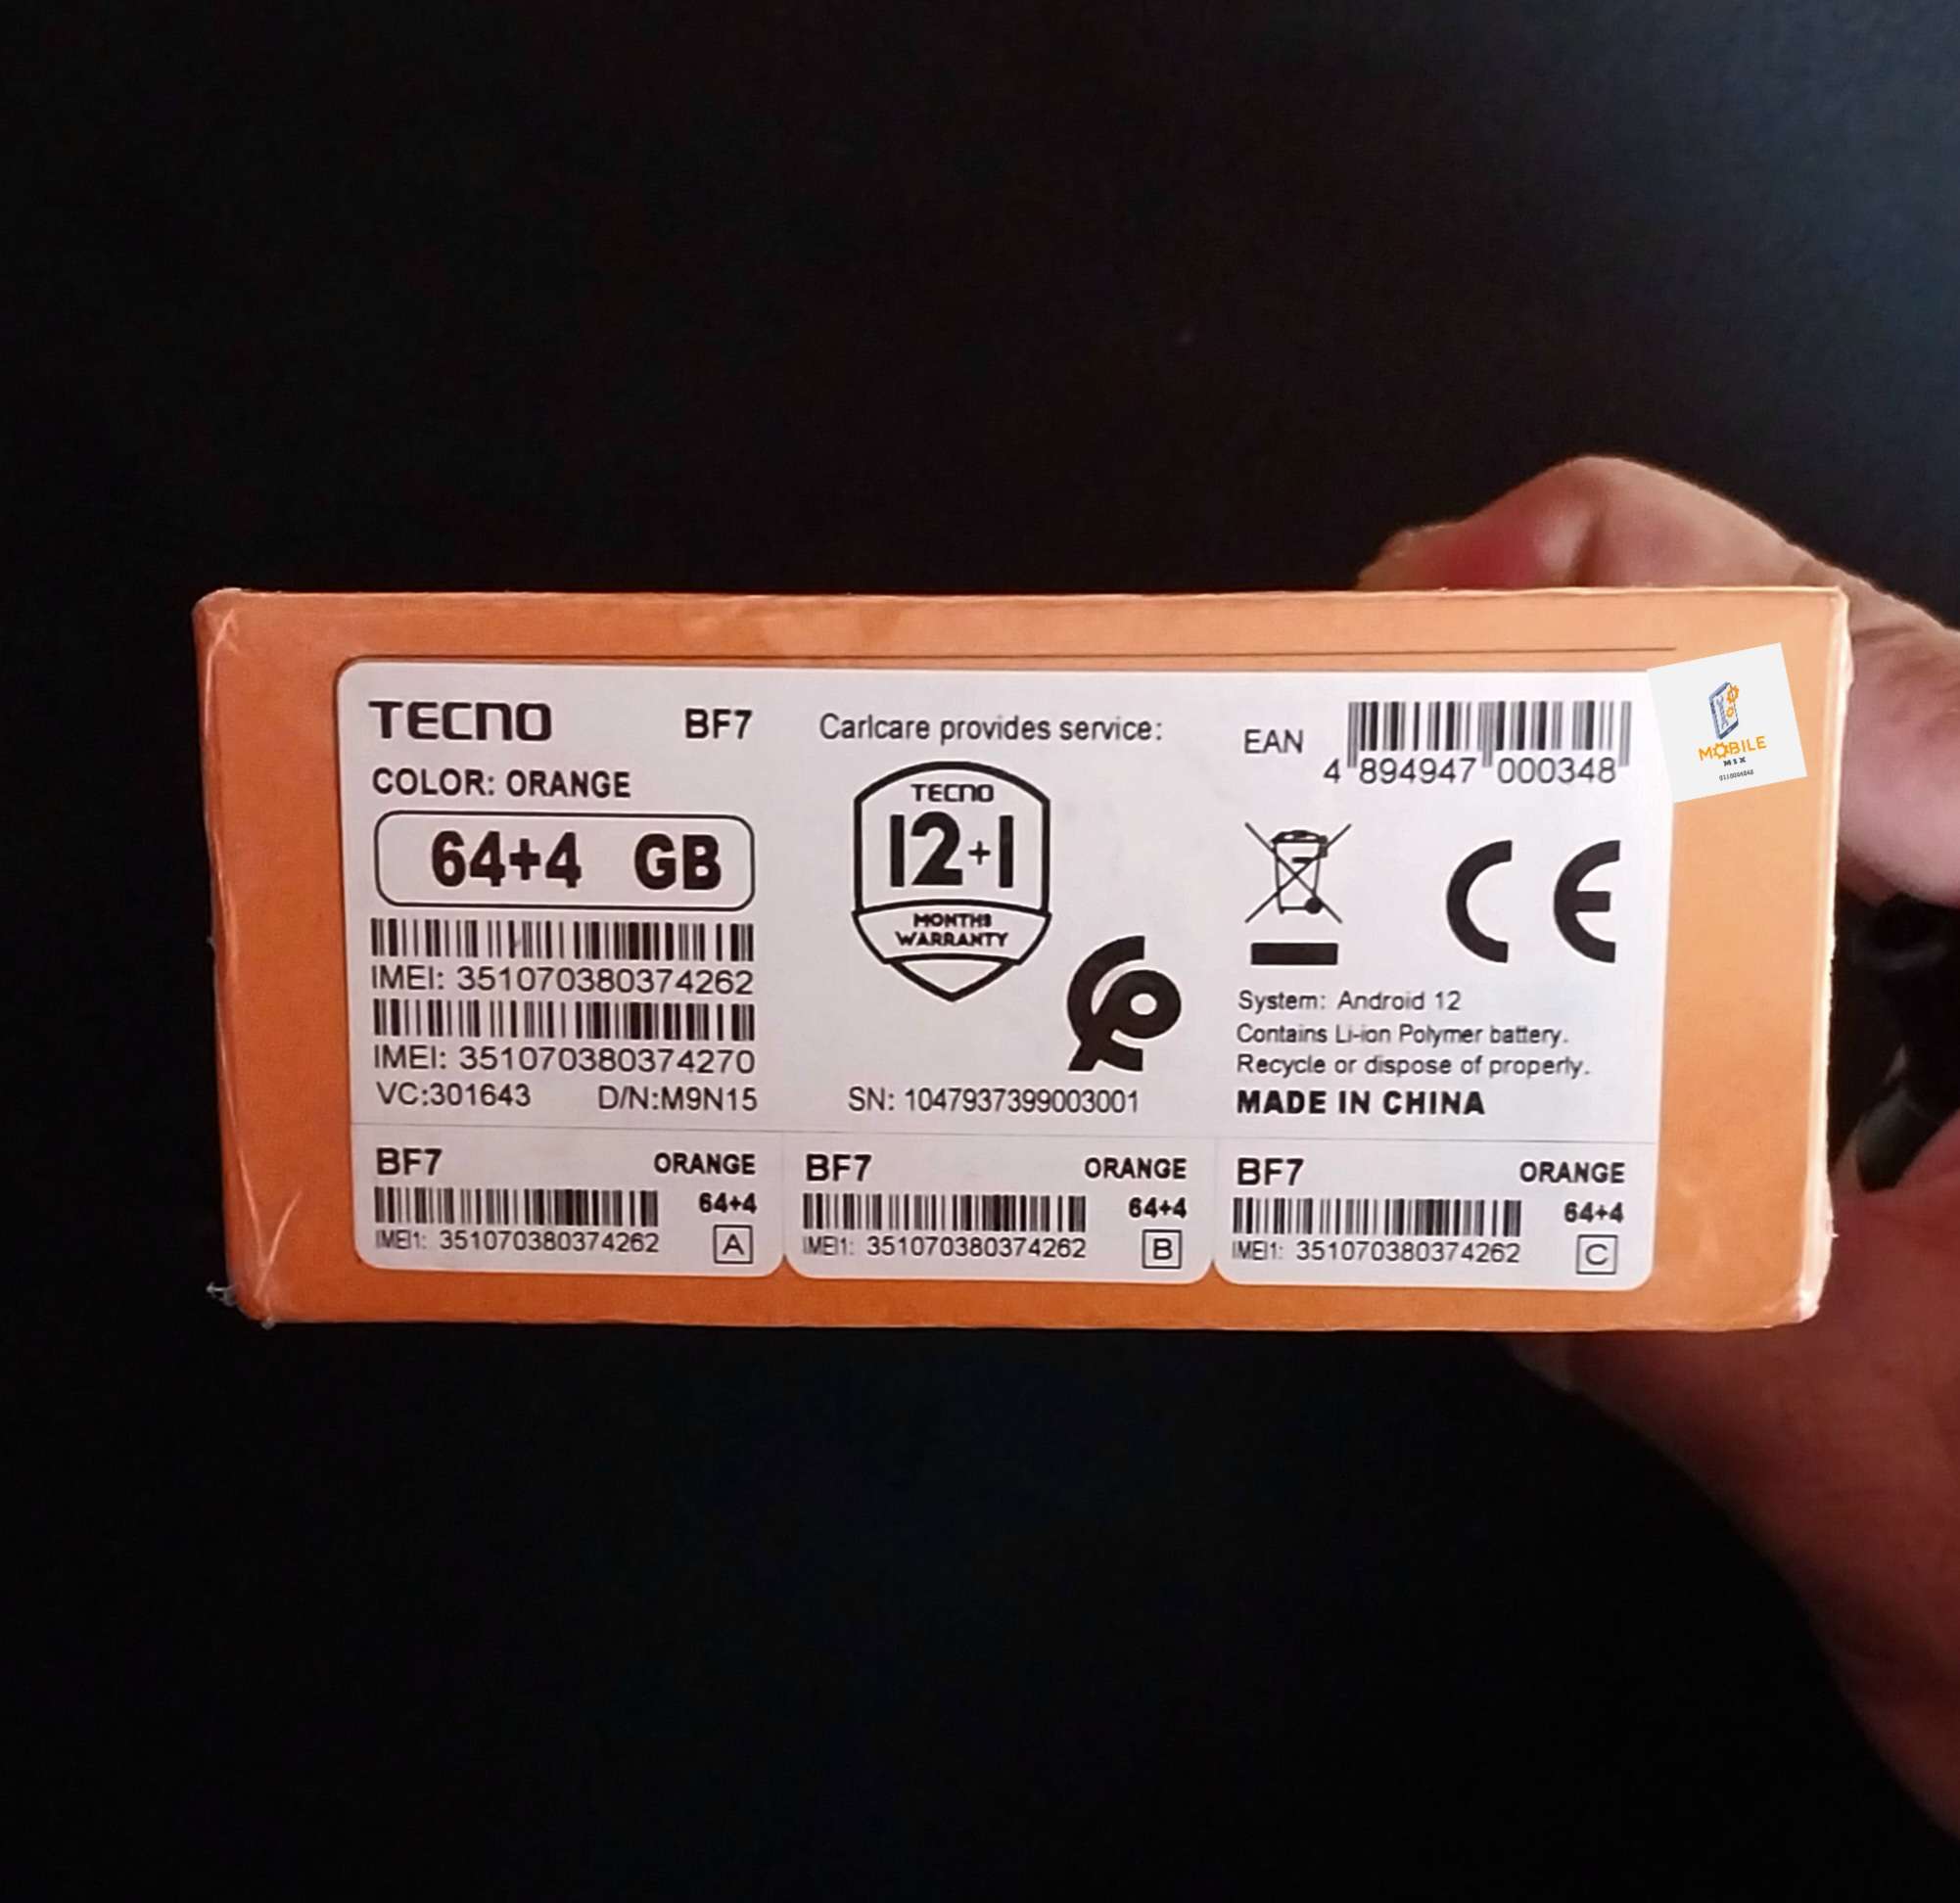 TECNO BF7
COLOR: ORANGE
64+4 GB
IMEI: 351070380374262
IMEI: 351070380374270
VC:301643 D/N:M9N15
Carlcare provides service:
TECNO
12+1
MONTHS
WARRANTY
SN: 1047937399003001
EAN
4 894947 000348
CE
System: Android 12
Contains Li-ion Polymer battery.
Recycle or dispose of properly.
MADE IN CHINA
BF7 ORANGE
64+4
IMEI1: 351070380374262 A
BF7 ORANGE
64+4
IMEI1: 351070380374262 B
BF7 ORANGE
64+4
IMEI1: 351070380374262 C
MOBILE
MIX